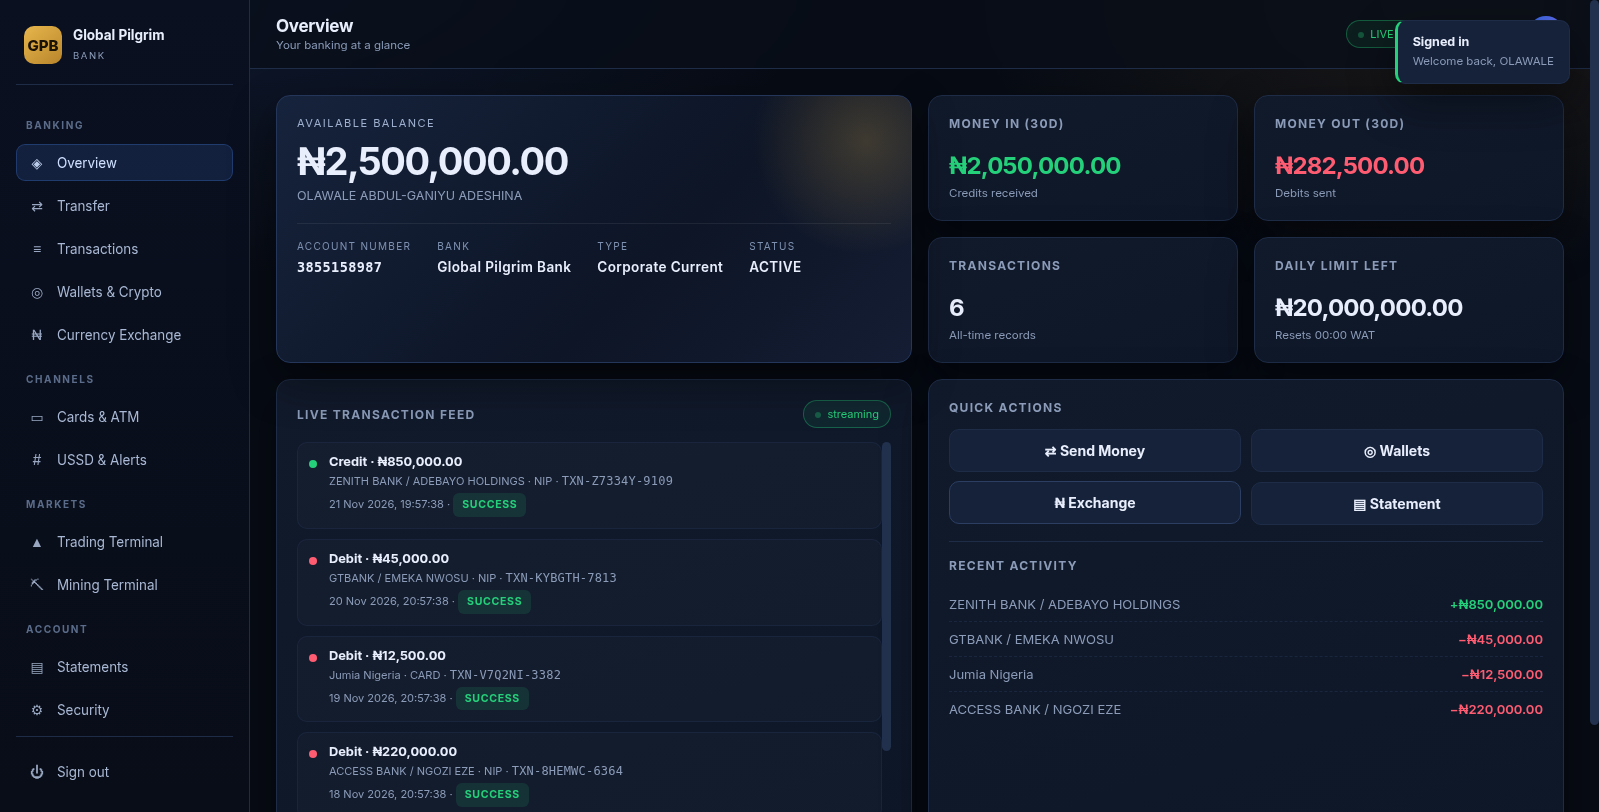 GPB
Global Pilgrim
BANK
BANKING
Overview
Transfer
Transactions
Wallets & Crypto
₦ Currency Exchange
CHANNELS
Cards & ATM
# USSD & Alerts
MARKETS
Trading Terminal
Mining Terminal
ACCOUNT
Statements
Security
Sign out
Overview
Your banking at a glance
LIVE
Signed in
Welcome back, OLAWALE
AVAILABLE BALANCE
₦2,500,000.00
OLAWALE ABDUL-GANIYU ADESHINA
ACCOUNT NUMBER BANK TYPE STATUS
3855158987 Global Pilgrim Bank Corporate Current ACTIVE
MONEY IN (30D)
₦2,050,000.00
Credits received
MONEY OUT (30D)
₦282,500.00
Debits sent
TRANSACTIONS
6
All-time records
DAILY LIMIT LEFT
₦20,000,000.00
Resets 00:00 WAT
LIVE TRANSACTION FEED
streaming
Credit · ₦850,000.00
ZENITH BANK / ADEBAYO HOLDINGS · NIP · TXN-Z7334Y-9109
21 Nov 2026, 19:57:38 · SUCCESS
Debit · ₦45,000.00
GTBANK / EMEKA NWOSU · NIP · TXN-KYBGTH-7813
20 Nov 2026, 20:57:38 · SUCCESS
Debit · ₦12,500.00
Jumia Nigeria · CARD · TXN-V7Q2NI-3382
19 Nov 2026, 20:57:38 · SUCCESS
Debit · ₦220,000.00
ACCESS BANK / NGOZI EZE · NIP · TXN-8HEMWC-6364
18 Nov 2026, 20:57:38 · SUCCESS
QUICK ACTIONS
⇄ Send Money
◎ Wallets
₦ Exchange
▤ Statement
RECENT ACTIVITY
ZENITH BANK / ADEBAYO HOLDINGS +₦850,000.00
GTBANK / EMEKA NWOSU −₦45,000.00
Jumia Nigeria −₦12,500.00
ACCESS BANK / NGOZI EZE −₦220,000.00